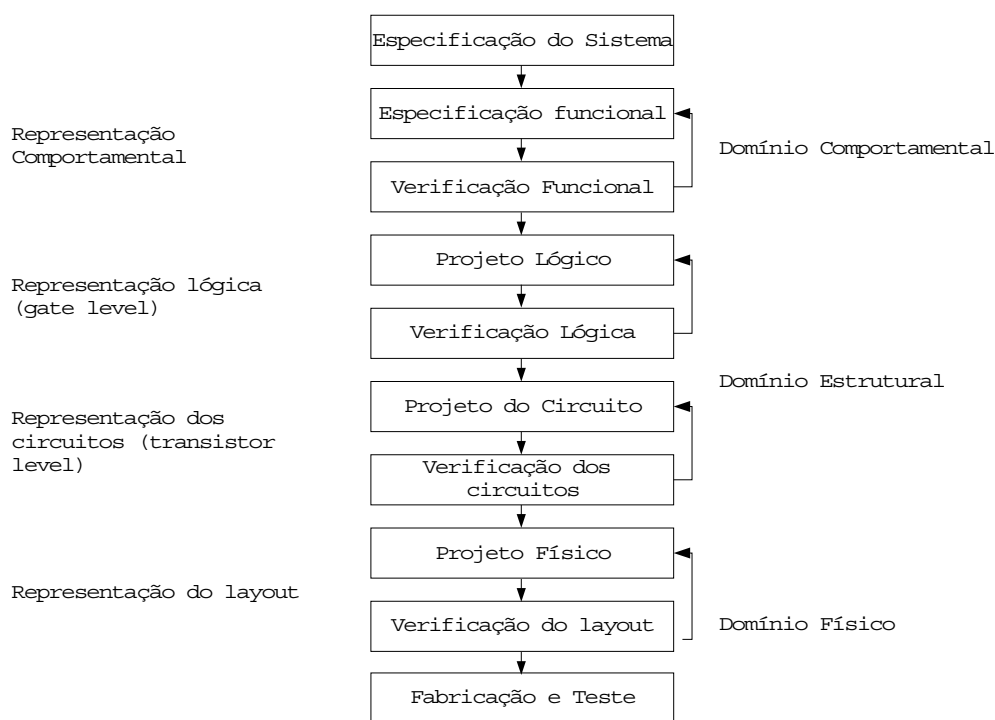 Especificação do Sistema
Especificação funcional
Representação
Comportamental
Domínio Comportamental
Verificação Funcional
Projeto Lógico
Representação lógica
(gate level)
Verificação Lógica
Domínio Estrutural
Projeto do Circuito
Representação dos
circuitos (transistor
level)
Verificação dos
circuitos
Projeto Físico
Representação do layout
Verificação do layout
Domínio Físico
Fabricação e Teste